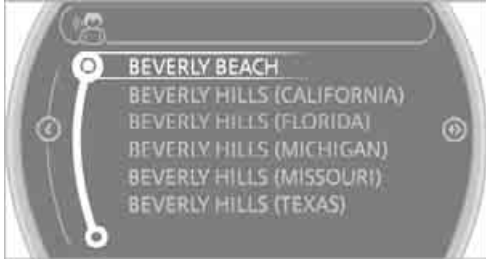 BEVERLY BEACH
BEVERLY HILLS (CALIFORNIA)
BEVERLY HILLS (FLORIDA)
BEVERLY HILLS (MICHIGAN)
BEVERLY HILLS (MISSOURI)
BEVERLY HILLS (TEXAS)